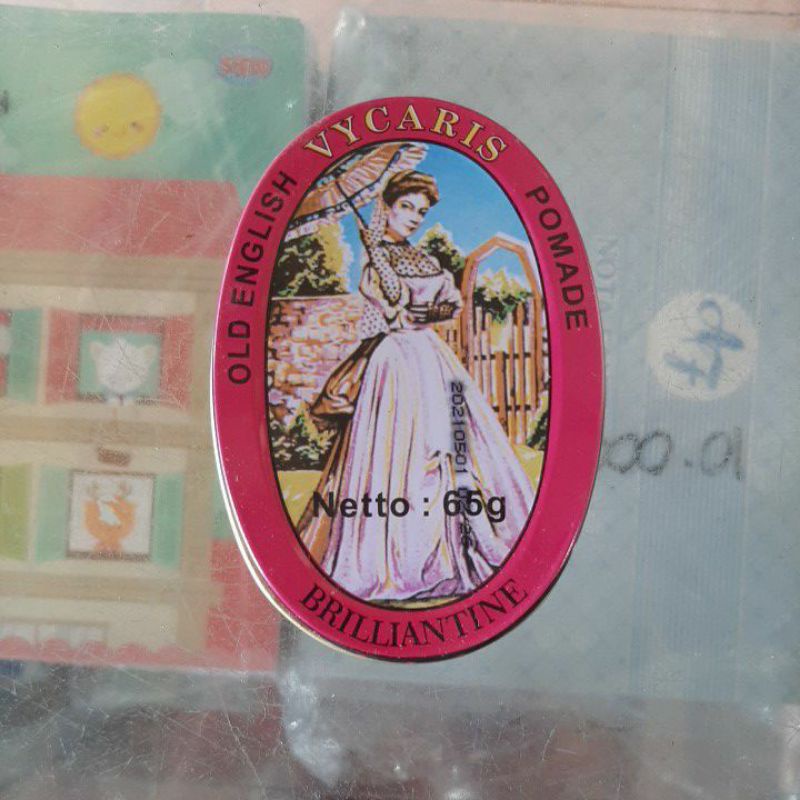 VYCARIS
OLD ENGLISH
POMADE
20210501
Netto : 65g
BRILLIANTINE